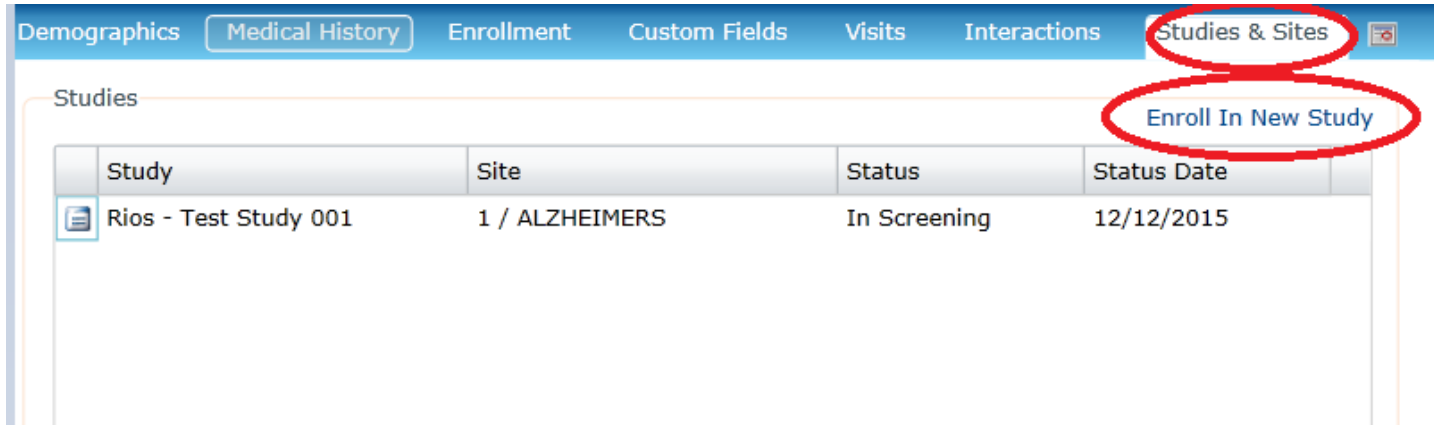 Demographics Medical History Enrollment Custom Fields Visits Interactions Studies & Sites
Studies
Enroll In New Study
Study Site Status Status Date
Rios - Test Study 001 1 / ALZHEIMERS In Screening 12/12/2015